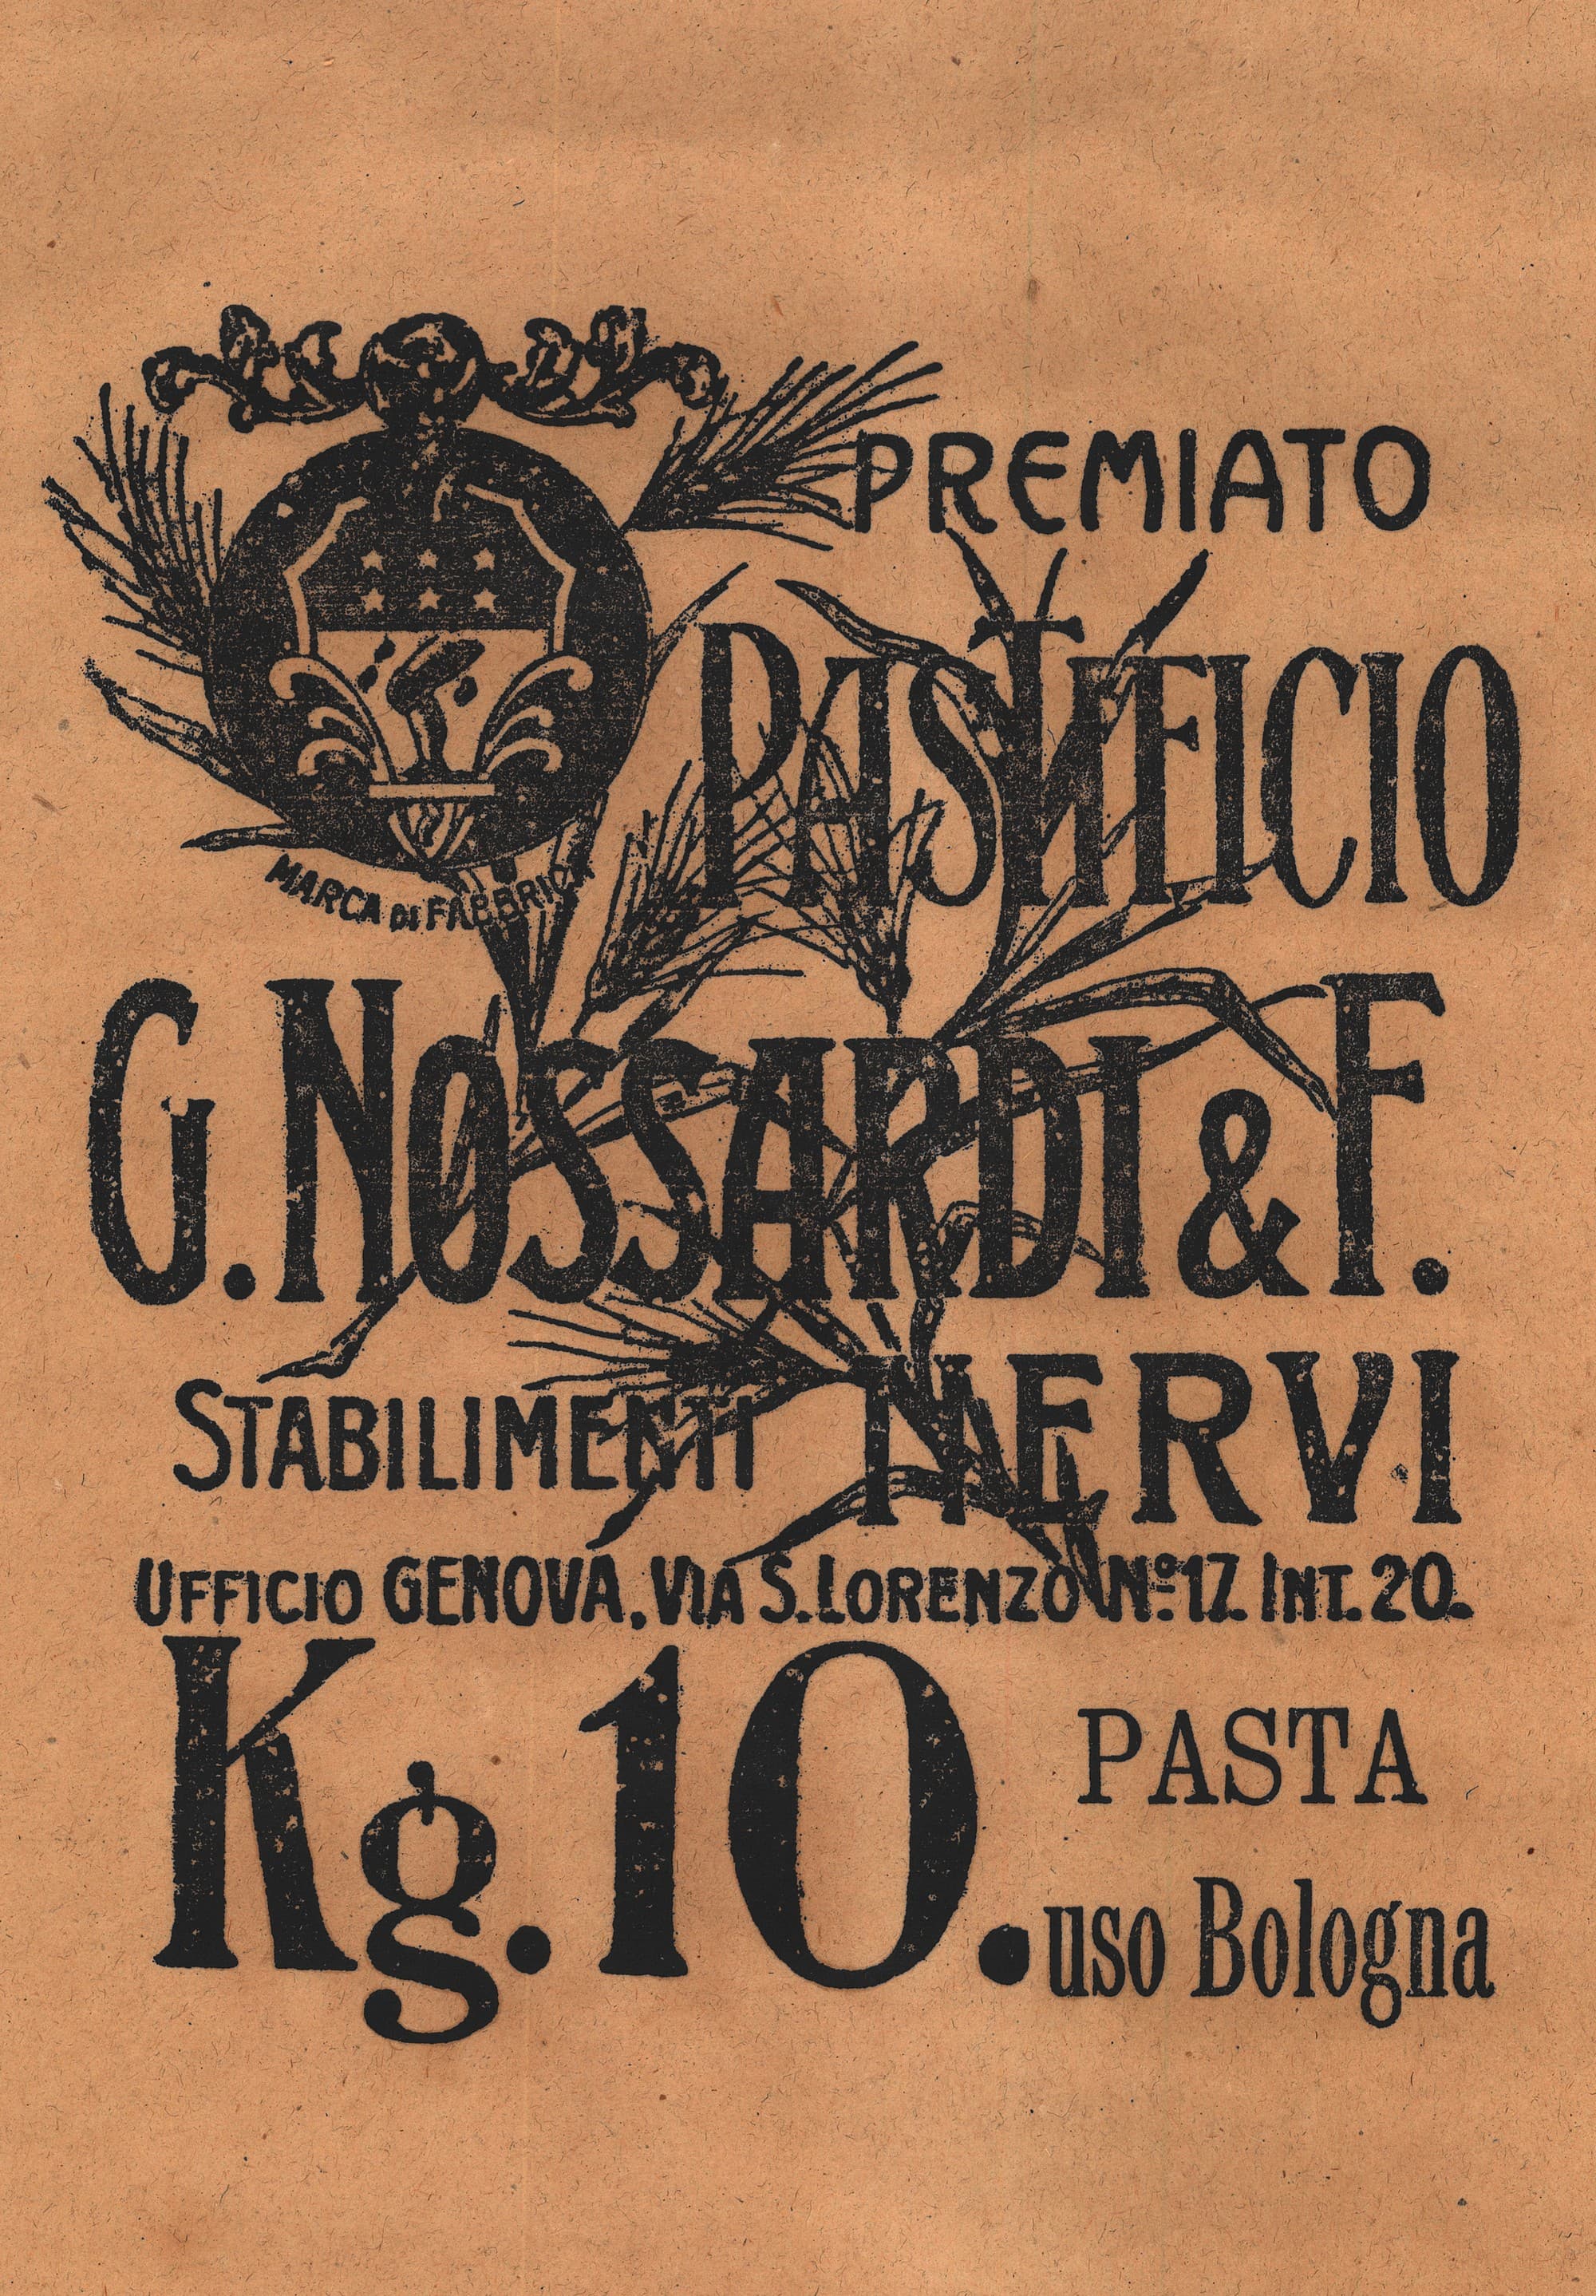 PREMIATO
PASTIFICIO
MARCA DI FABBRICA
G. NOSSARDI & F.
STABILIMENTI NERVI
UFFICIO GENOVA, VIA S. LORENZO Nº 17. INT. 20.
Kg. 10. PASTA
uso Bologna